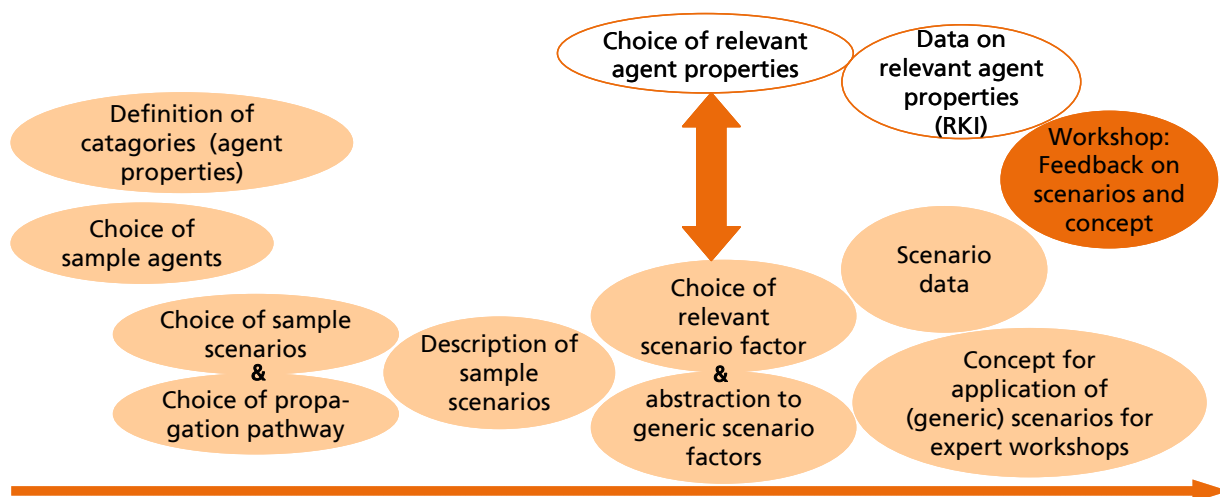 Choice of relevant
agent properties
Data on
relevant agent
properties
(RKI)
Definition of
catagories (agent
properties)
Workshop:
Feedback on
scenarios and
concept
Choice of
sample agents
Scenario
data
Choice of sample
scenarios
&
Choice of propa-
gation pathway
Description of
sample
scenarios
Choice of
relevant
scenario factor
&
abstraction to
generic scenario
factors
Concept for
application of
(generic) scenarios for
expert workshops